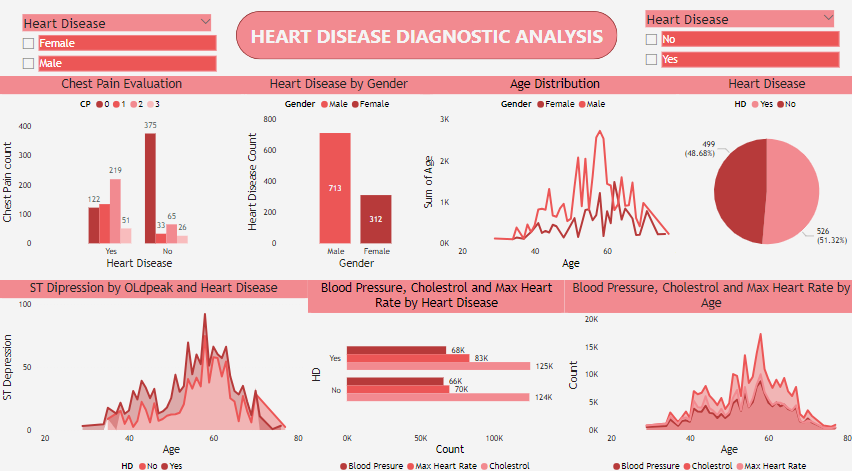 Heart Disease
Female
Male
HEART DISEASE DIAGNOSTIC ANALYSIS
Heart Disease
No
Yes
Chest Pain Evaluation
CP 0 1 2 3
Chest Pain count
400
300
200
100
0
122
219
51
375
33
65
26
Yes No
Heart Disease
Heart Disease by Gender
Gender Male Female
Heart Disease Count
800
600
400
200
0
713
312
Male Female
Gender
Age Distribution
Gender Female Male
Sum of Age
3K
2K
1K
0K
20 40 60
Age
Heart Disease
HD Yes No
499
(48.68%)
526
(51.32%)
ST Dipression by OLdpeak and Heart Disease
ST Depression
100
50
0
20 40 60 80
Age
HD No Yes
Blood Pressure, Cholestrol and Max Heart
Rate by Heart Disease
HD
Yes
68K
83K
125K
No
66K
70K
124K
0K 50K 100K
Count
Blood Pressure Max Heart Rate Cholestrol
Blood Pressure, Cholestrol and Max Heart Rate by
Age
Count
20K
15K
10K
5K
0K
20 40 60 80
Age
Blood Pressure Cholestrol Max Heart Rate